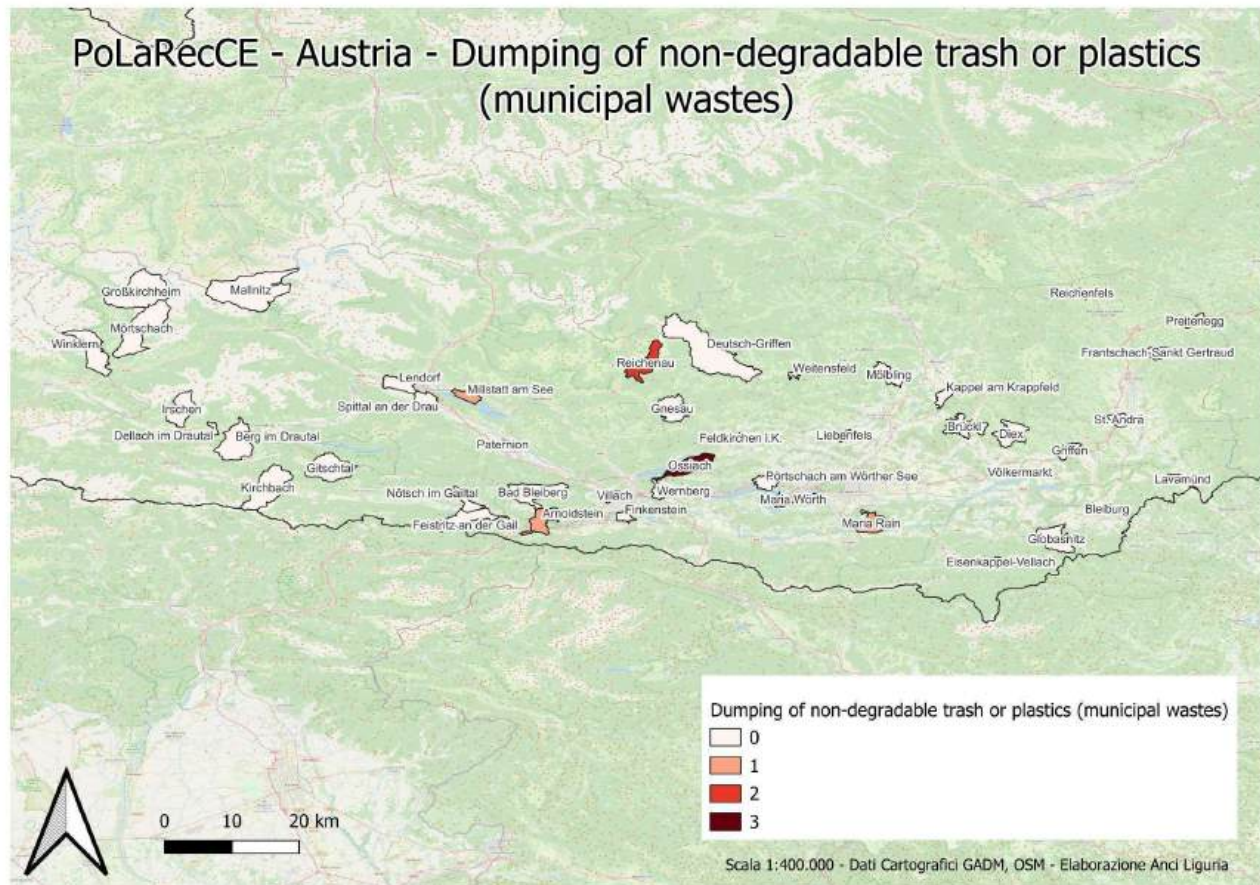 PoLaRecCE - Austria - Dumping of non-degradable trash or plastics
(municipal wastes)
Großkirchheim
Mallnitz
Mörtschach
Winklern
Reichenfels
Preitenegg
Deutsch-Griffen
Frantschach-Sankt Gertraud
Reichenau
Weitensfeld
Mölbling
Lendorf
Millstatt am See
Kappel am Krappfeld
Spittal an der Drau
Irschen
Gnesau
St. Andrä
Dellach im Drautal
Berg im Drautal
Feldkirchen i.K.
Liebenfels
Brückl
Diex
Paternion
Griffen
Gitschtal
Ossiach
Völkermarkt
Pörtschach am Wörther See
Lavamünd
Kirchbach
Nötsch im Gailtal
Bad Bleiberg
Villach
Wernberg
Maria Wörth
Bleiburg
Arnoldstein
Finkenstein
Feistritz an der Gail
Maria Rain
Globasnitz
Eisenkappel-Vellach
Dumping of non-degradable trash or plastics (municipal wastes)
0
1
2
3
0 10 20 km
Scala 1:400.000 - Dati Cartografici GADM, OSM - Elaborazione Anci Liguria